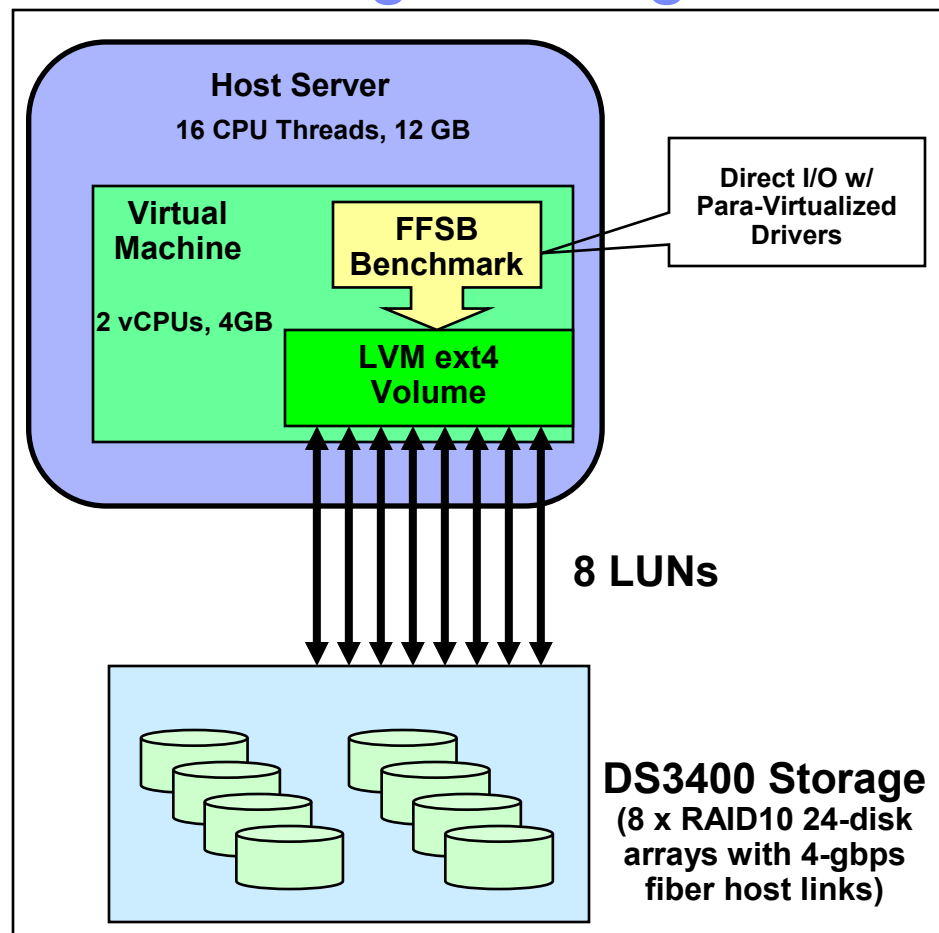 Host Server
16 CPU Threads, 12 GB
Virtual
Machine
2 vCPUs, 4GB
FFSB
Benchmark
Direct I/O w/
Para-Virtualized
Drivers
LVM ext4
Volume
8 LUNs
DS3400 Storage
(8 x RAID10 24-disk
arrays with 4-gbps
fiber host links)